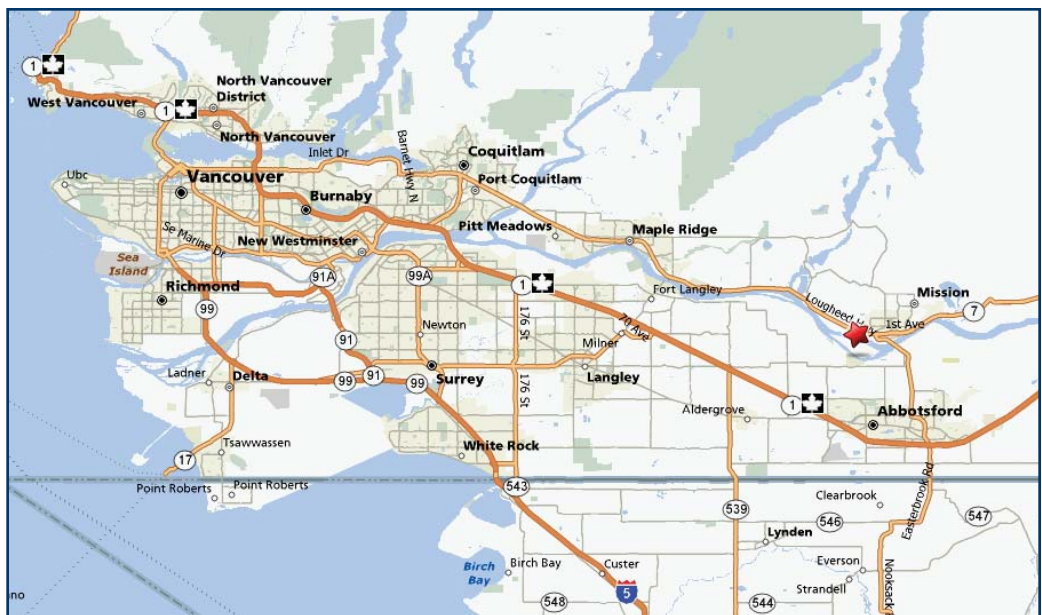 1
North Vancouver
District
West Vancouver
1
North Vancouver
Inlet Dr
Barnet Hwy N
Coquitlam
Ubc
Vancouver
Port Coquitlam
Burnaby
Pitt Meadows
Maple Ridge
Se Marine Dr
New Westminster
Sea
Island
91A
99A
1
Fort Langley
Mission
Richmond
Lougheed Hwy
1st Ave
7
99
176 St
70 Ave
Newton
Milner
91
Ladner
Delta
99
91
99
Surrey
176 St
Langley
Aldergrove
1
Abbotsford
Tsawwassen
White Rock
17
Point Roberts
Point Roberts
543
Easterbrook Rd
Clearbrook
539
546
547
Lynden
Birch
Bay
Birch Bay
Custer
Everson
Strandell
Nooksack
5
548
544
no